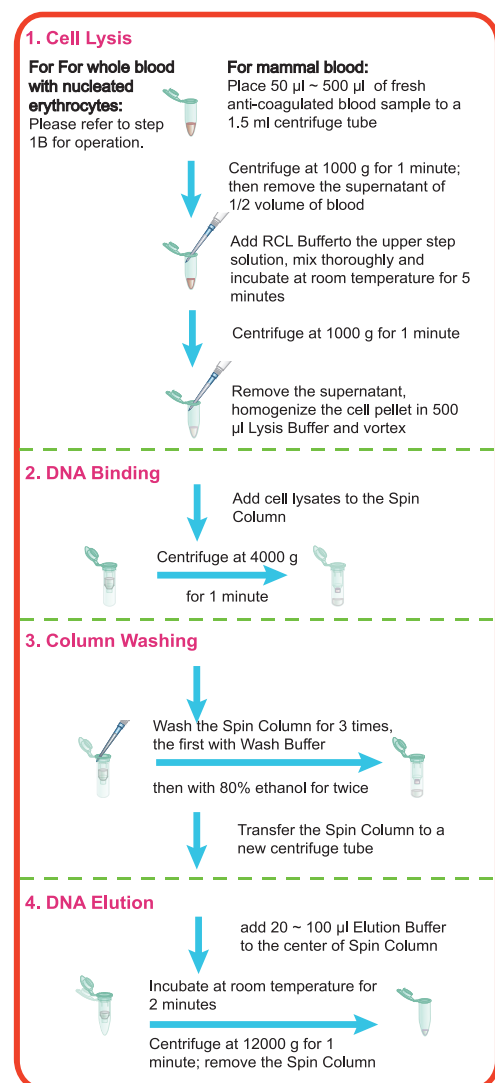 1. Cell Lysis
For For whole blood
with nucleated
erythrocytes:
Please refer to step
1B for operation.
For mammal blood:
Place 50 µl ~ 500 µl of fresh
anti-coagulated blood sample to a
1.5 ml centrifuge tube
Centrifuge at 1000 g for 1 minute;
then remove the supernatant of
1/2 volume of blood
Add RCL Bufferto the upper step
solution, mix thoroughly and
incubate at room temperature for 5
minutes
Centrifuge at 1000 g for 1 minute
Remove the supernatant,
homogenize the cell pellet in 500
µl Lysis Buffer and vortex
2. DNA Binding
Add cell lysates to the Spin
Column
Centrifuge at 4000 g
for 1 minute
3. Column Washing
Wash the Spin Column for 3 times,
the first with Wash Buffer
then with 80% ethanol for twice
Transfer the Spin Column to a
new centrifuge tube
4. DNA Elution
add 20 ~ 100 µl Elution Buffer
to the center of Spin Column
Incubate at room temperature for
2 minutes
Centrifuge at 12000 g for 1
minute; remove the Spin Column